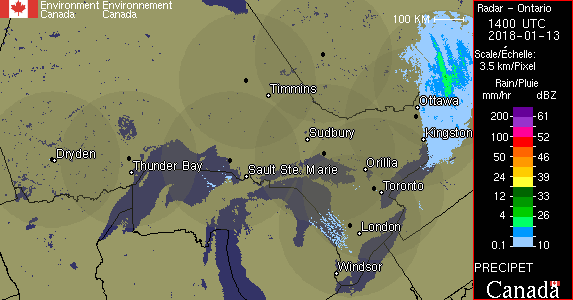 Environment Environnement
Canada Canada
100 KM
Timmins
Ottawa
Sudbury
Kingston
Dryden
Thunder Bay
Sault Ste. Marie
Orillia
Toronto
London
Windsor
Radar - Ontario
1400 UTC
2018-01-13
Scale/Échelle:
3.5 km/Pixel
Rain/Pluie
mm/hr dBZ
200 61
100 52
50 46
24 39
12 33
4 26
0.1 10
PRECIPET
Canada